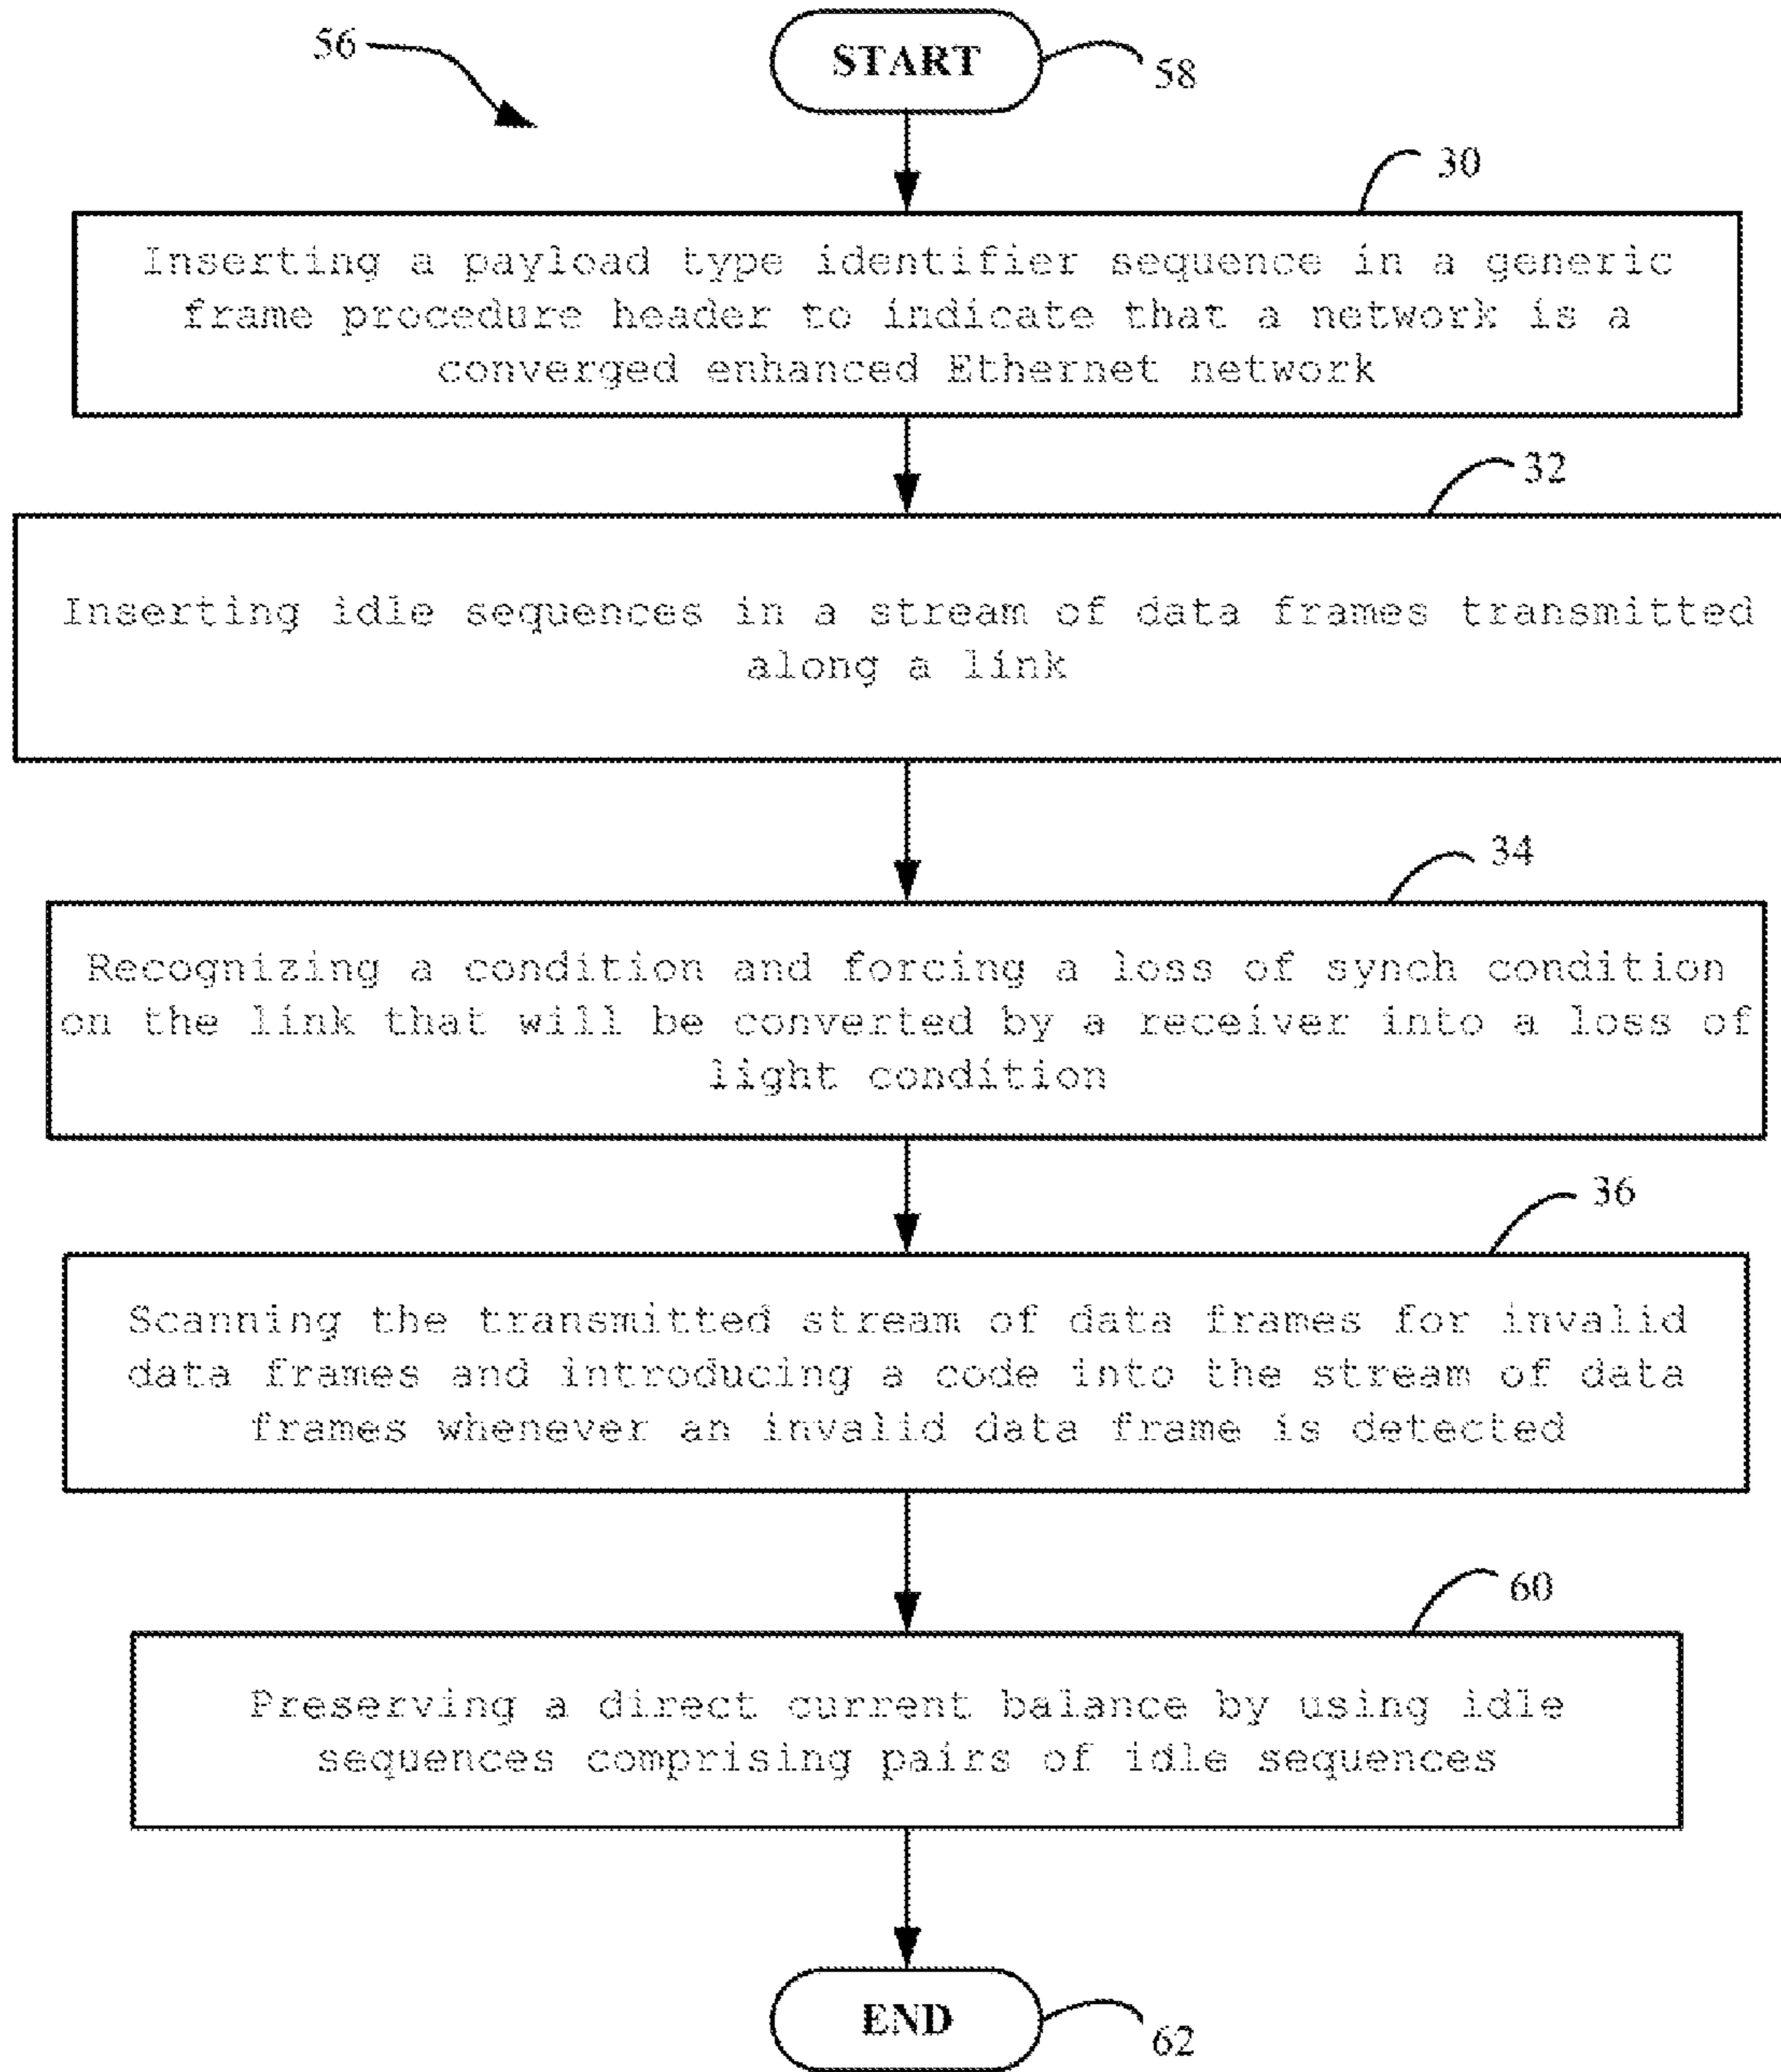 56
START
58
30
Inserting a payload type identifier sequence in a generic
frame procedure header to indicate that a network is a
converged enhanced Ethernet network
32
Inserting idle sequences in a stream of data frames transmitted
along a link
34
Recognizing a condition and forcing a loss of synch condition
on the link that will be converted by a receiver into a loss of
light condition
36
Scanning the transmitted stream of data frames for invalid
data frames and introducing a code into the stream of data
frames whenever an invalid data frame is detected
60
Preserving a direct current balance by using idle
sequences comprising pairs of idle sequences
END
62